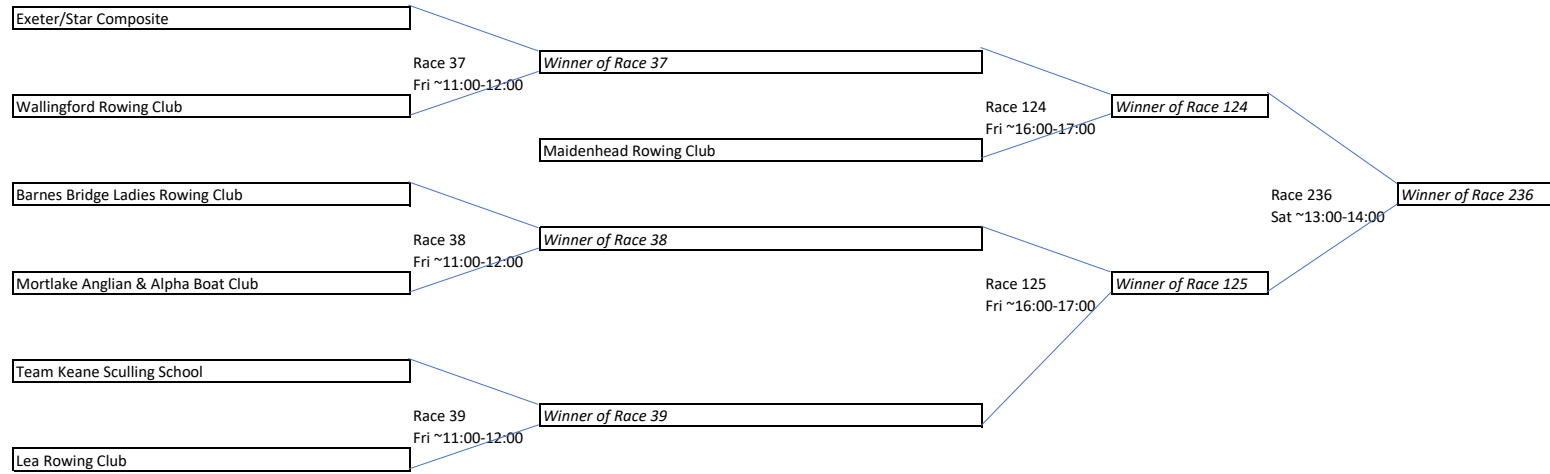 Exeter/Star Composite
Race 37
Winner of Race 37
Fri ~11:00-12:00
Wallingford Rowing Club
Race 124
Winner of Race 124
Fri ~16:00-17:00
Maidenhead Rowing Club
Barnes Bridge Ladies Rowing Club
Race 236
Winner of Race 236
Sat ~13:00-14:00
Race 38
Winner of Race 38
Fri ~11:00-12:00
Mortlake Anglian & Alpha Boat Club
Race 125
Winner of Race 125
Fri ~16:00-17:00
Team Keane Sculling School
Race 39
Winner of Race 39
Fri ~11:00-12:00
Lea Rowing Club